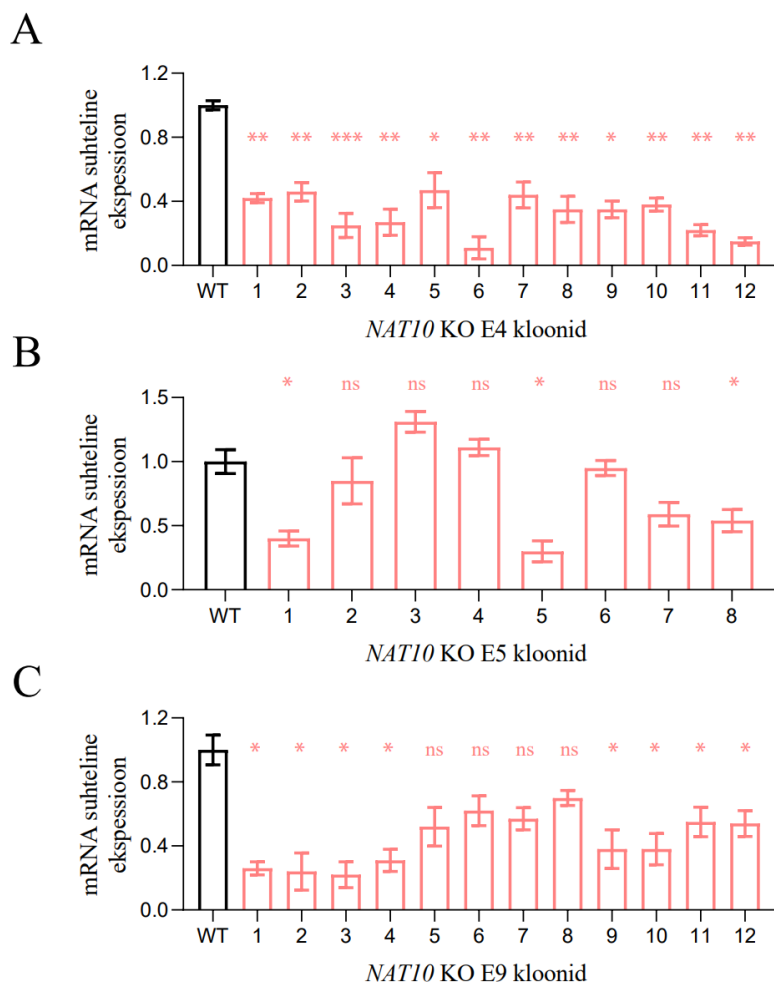 A
mRNA suhteline
ekspessioon
1.2
0.8
0.4
0.0
** ** *** ** * ** ** ** * ** ** **
WT 1 2 3 4 5 6 7 8 9 10 11 12
NAT10 KO E4 kloonid
B
mRNA suhteline
ekspessioon
1.5
1.0
0.5
0.0
* ns ns ns * ns ns *
WT 1 2 3 4 5 6 7 8
NAT10 KO E5 kloonid
C
mRNA suhteline
ekspessioon
1.2
0.8
0.4
0.0
* * * * ns ns ns ns * * * *
WT 1 2 3 4 5 6 7 8 9 10 11 12
NAT10 KO E9 kloonid